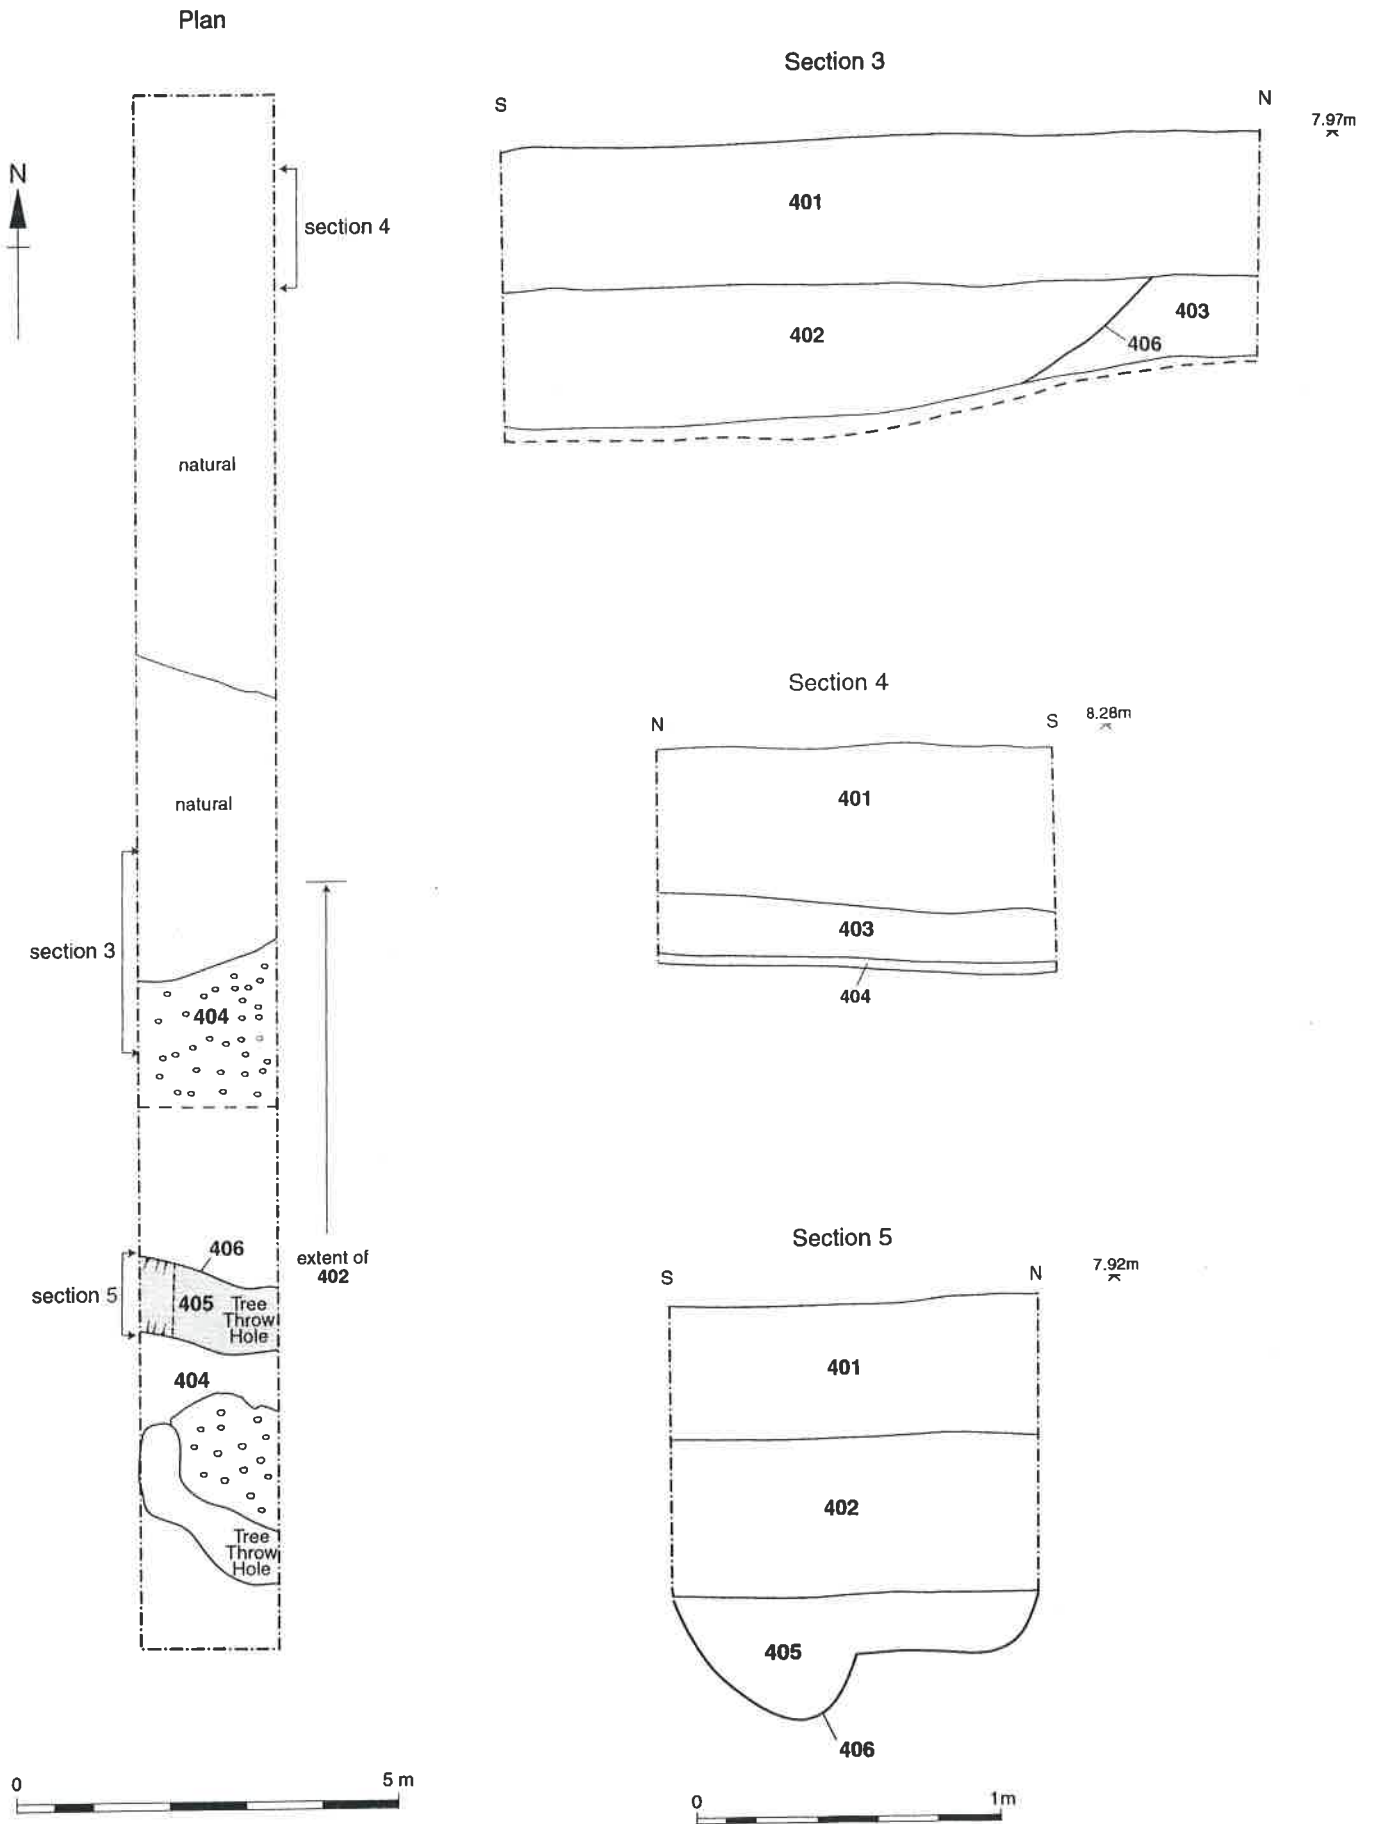 Plan
N
section 4
natural
natural
section 3
404
406
extent of
402
section 5
405
Tree
Throw
Hole
404
Tree
Throw
Hole
0 5 m
Section 3
S N
7.97m
401
402
403
406
Section 4
N S
8.28m
401
403
404
Section 5
S N
7.92m
401
402
405
406
0 1m